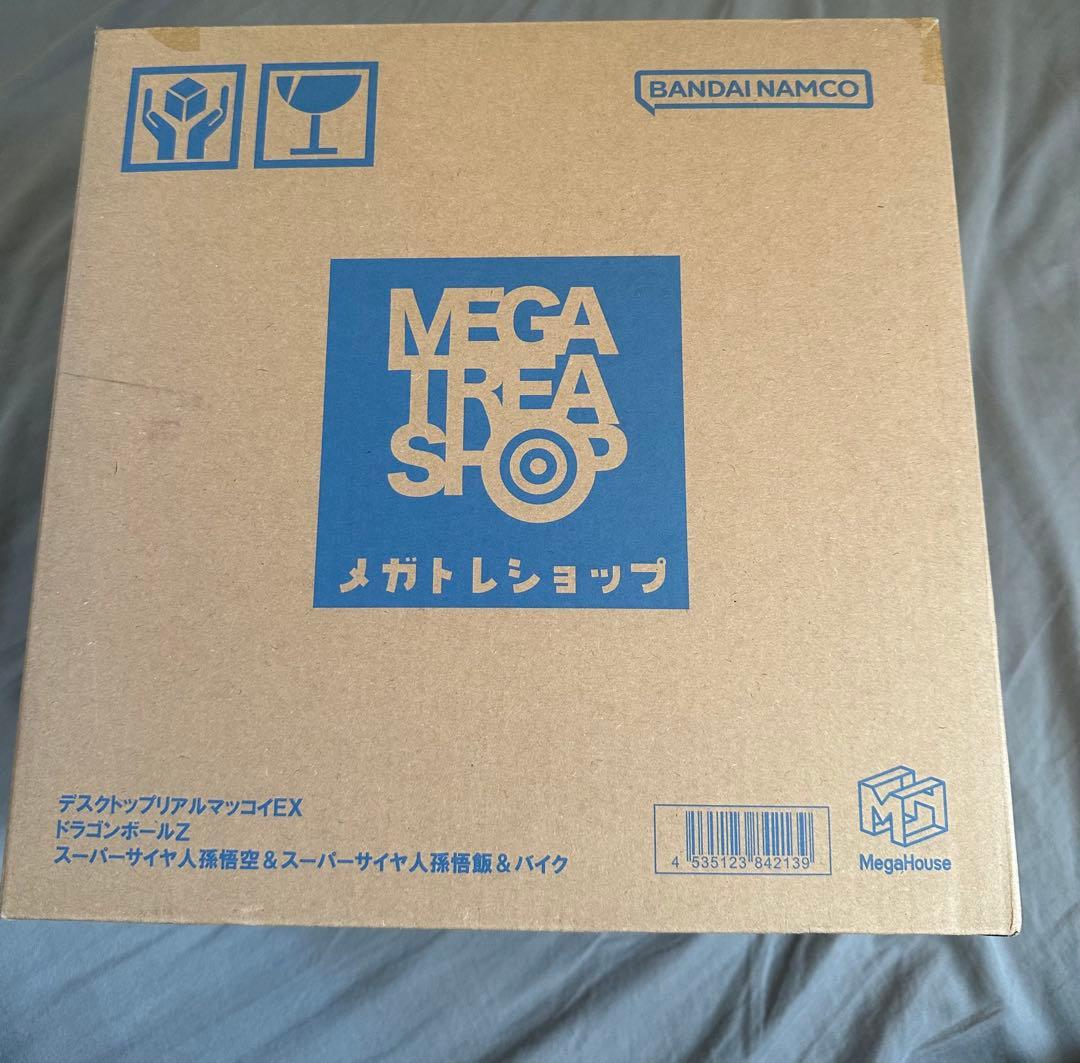 BANDAI NAMCO
MEGA
TREA
SHOP
メガトレショップ
デスクトップリアルマッコイEX
ドラゴンボールZ
スーパーサイヤ人孫悟空&スーパーサイヤ人孫悟飯&バイク
4 535123 842139
MegaHouse